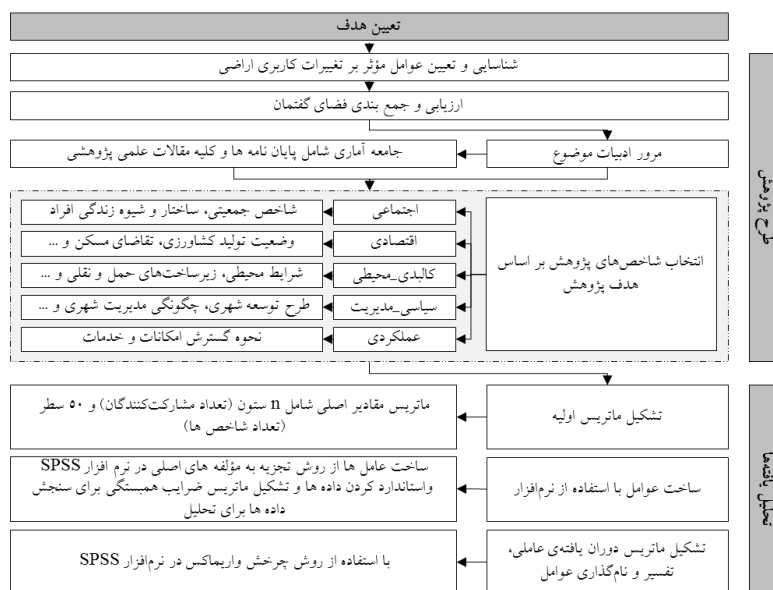 تعیین هدف
شناسایی و تعیین عوامل مؤثر بر تغییرات کاربری اراضی
ارزیابی و جمع بندی فضای گفتمان
مرور ادبیات موضوع
جامعه آماری شامل پایان نامه ها و کلیه مقالات علمی پژوهشی
طرح پژوهش
انتخاب شاخص‌های پژوهش بر اساس
هدف پژوهش
اجتماعی
شاخص جمعیتی، ساختار و شیوه زندگی افراد
اقتصادی
وضعیت تولید کشاورزی، تقاضای مسکن و ...
کالبدی_محیطی
شرایط محیطی، زیرساخت‌های حمل و نقلی و ...
سیاسی_مدیریت
طرح توسعه شهری، چگونگی مدیریت شهری و ...
عملکردی
نحوه گسترش امکانات و خدمات
تحلیل یافته‌ها
تشکیل ماتریس اولیه
ماتریس مقادیر اصلی شامل n ستون (تعداد مشارکت‌کنندگان) و ۵۰ سطر
(تعداد شاخص ها)
ساخت عوامل با استفاده از نرم‌افزار
ساخت عامل ها از روش تجزیه به مؤلفه های اصلی در نرم افزار SPSS
واستاندارد کردن داده ها و تشکیل ماتریس ضرایب همبستگی برای سنجش
داده ها برای تحلیل
تشکیل ماتریس دوران یافته‌ی عاملی،
تفسیر و نام‌گذاری عوامل
با استفاده از روش چرخش واریماکس در نرم‌افزار SPSS